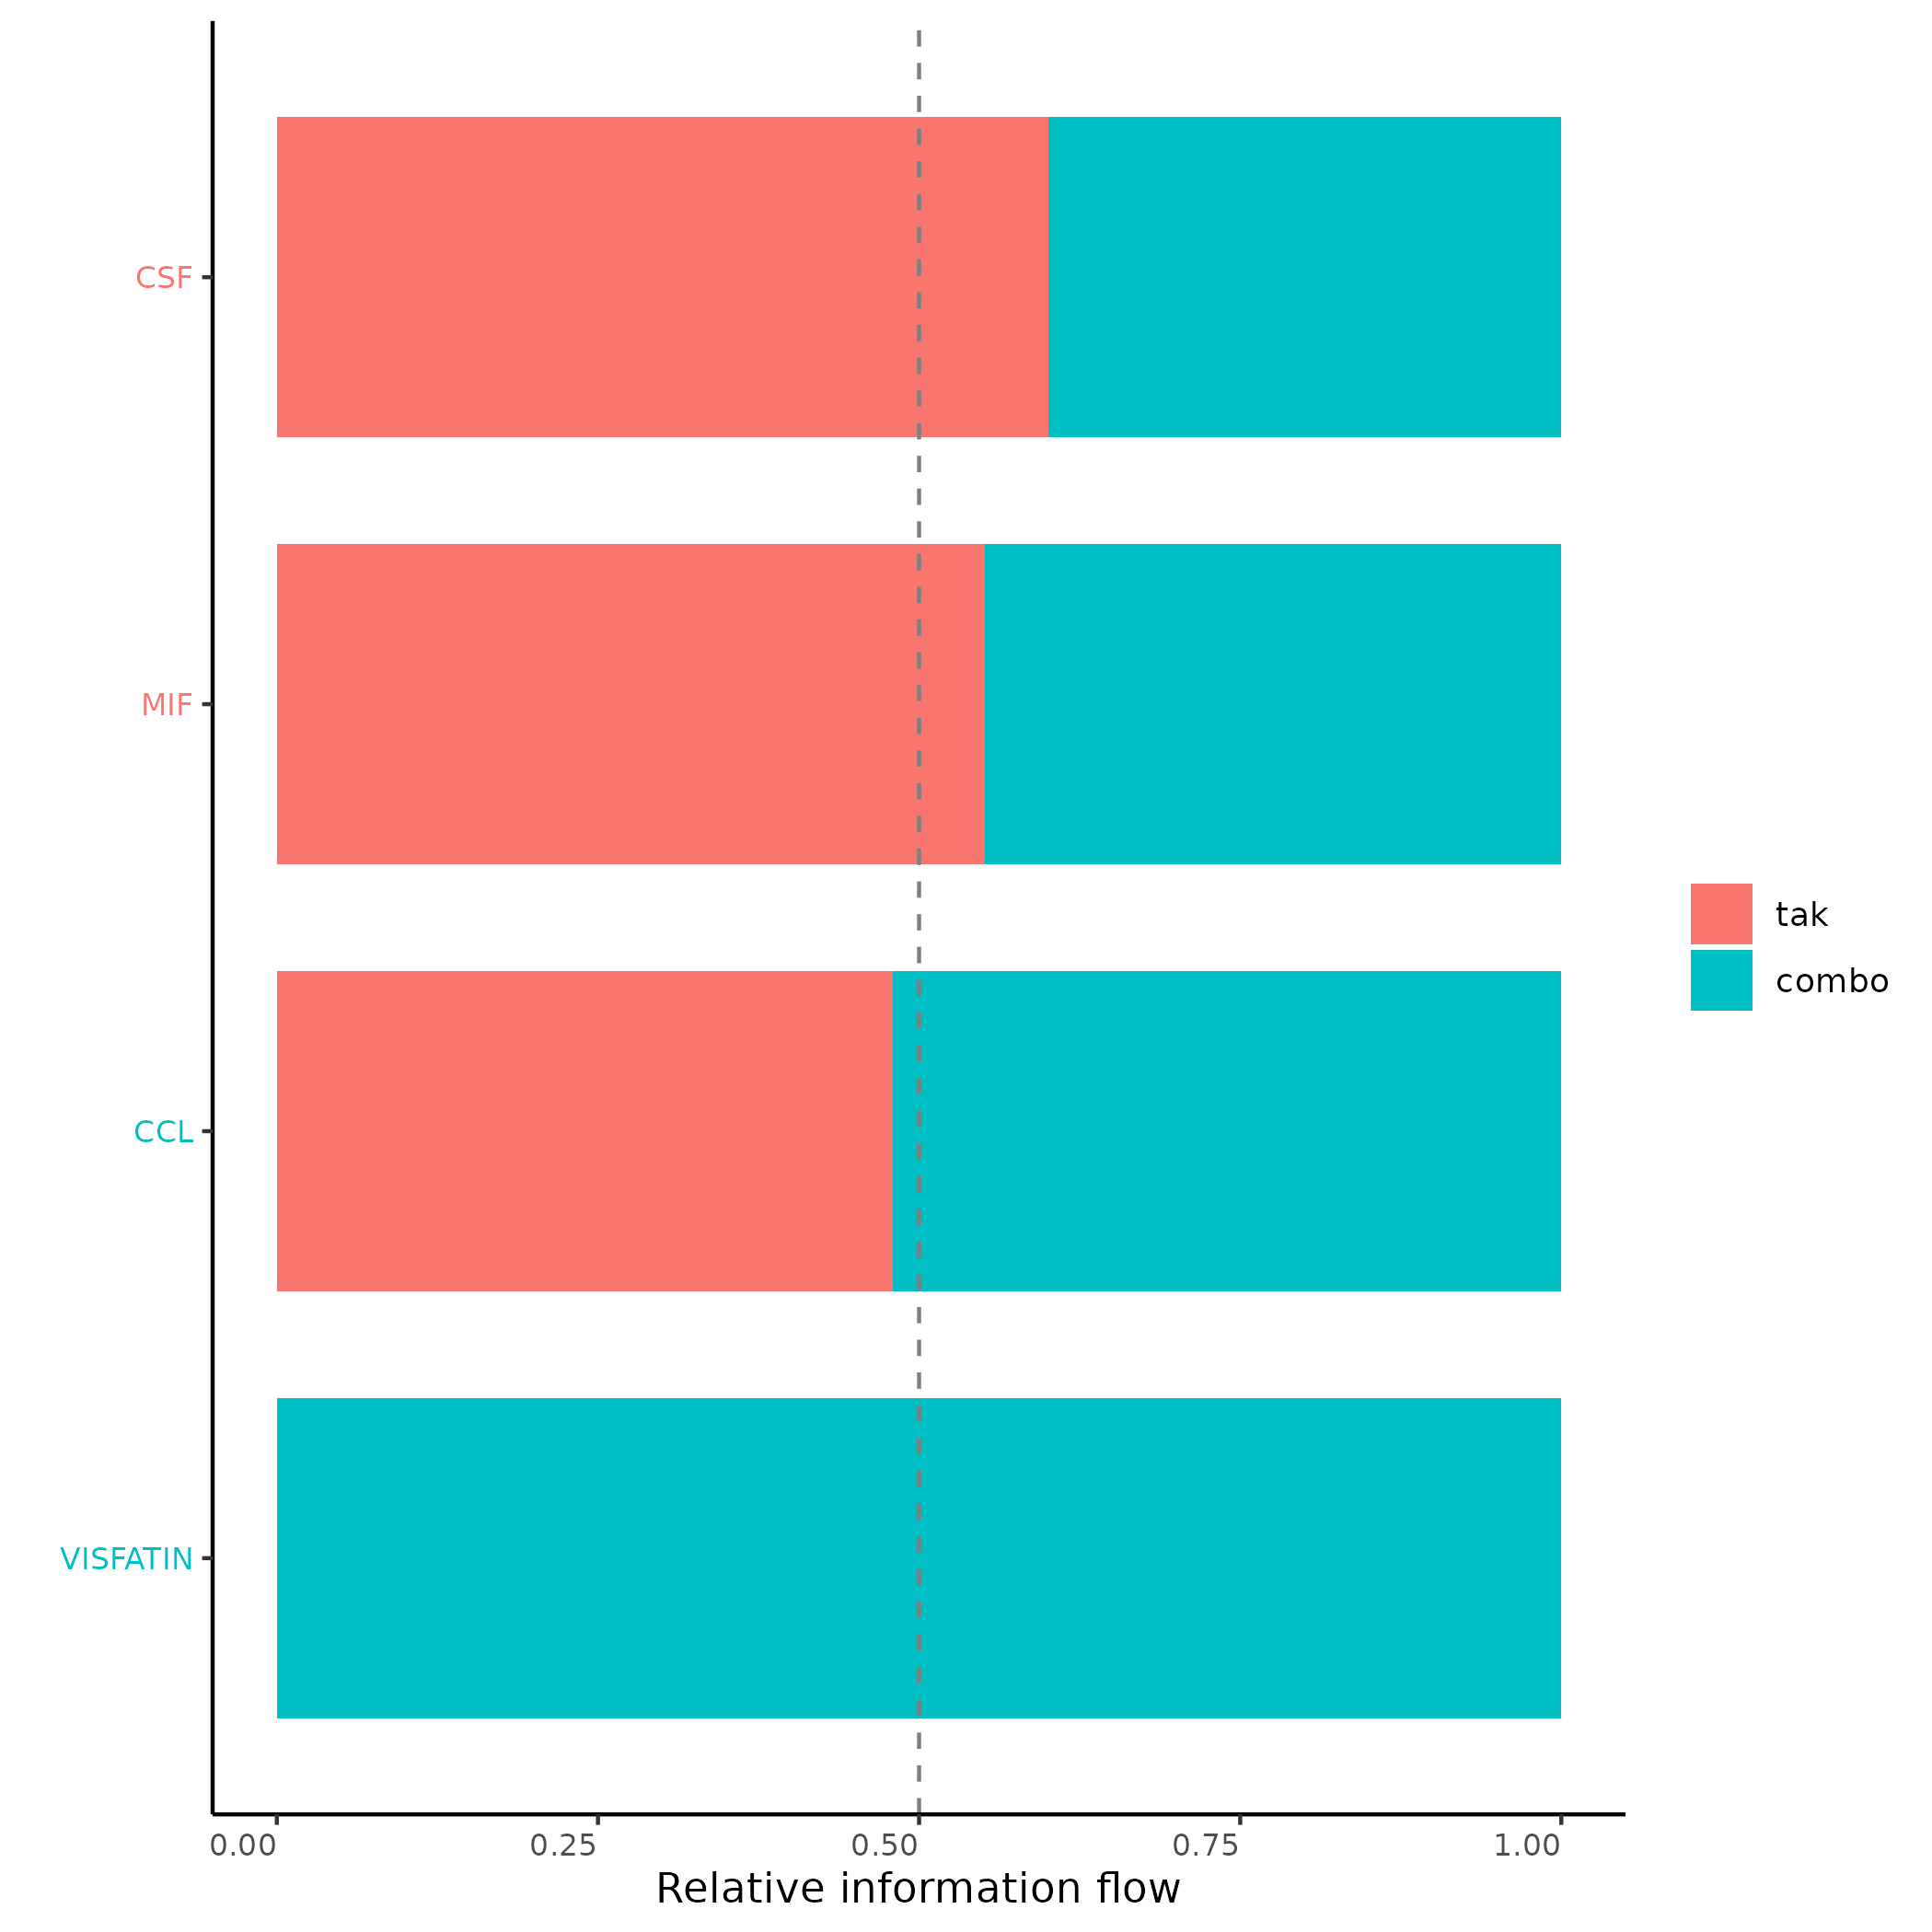 CSF
MIF
CCL
VISFATIN
tak
combo
0.00 0.25 0.50 0.75 1.00
Relative information flow